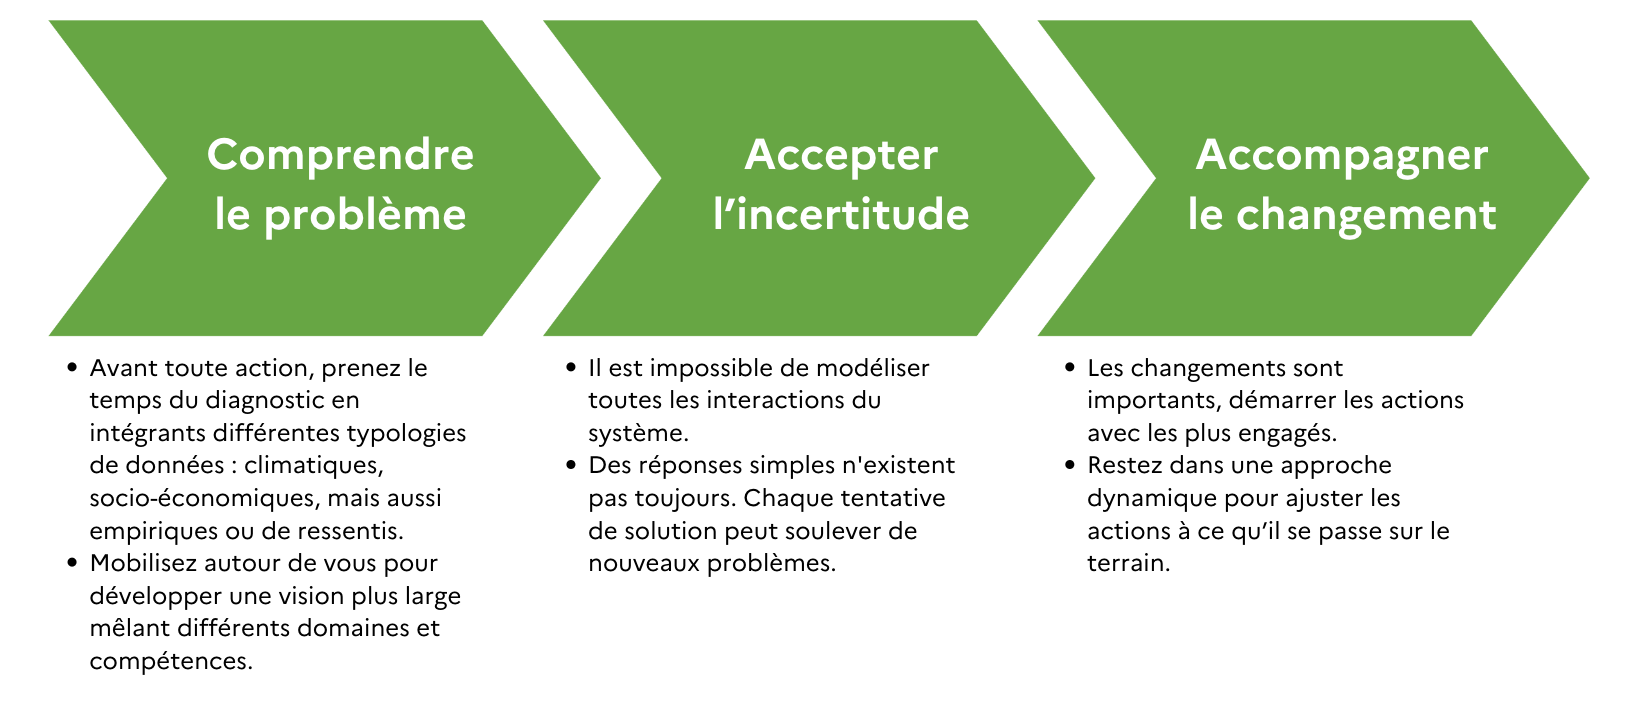 Comprendre
le problème
Accepter
l’incertitude
Accompagner
le changement
• Avant toute action, prenez le
temps du diagnostic en
intégrants différentes typologies
de données : climatiques,
socio-économiques, mais aussi
empiriques ou de ressentis.
• Mobilisez autour de vous pour
développer une vision plus large
mêlant différents domaines et
compétences.
• Il est impossible de modéliser
toutes les interactions du
système.
• Des réponses simples n'existent
pas toujours. Chaque tentative
de solution peut soulever de
nouveaux problèmes.
• Les changements sont
importants, démarrer les actions
avec les plus engagés.
• Restez dans une approche
dynamique pour ajuster les
actions à ce qu’il se passe sur le
terrain.